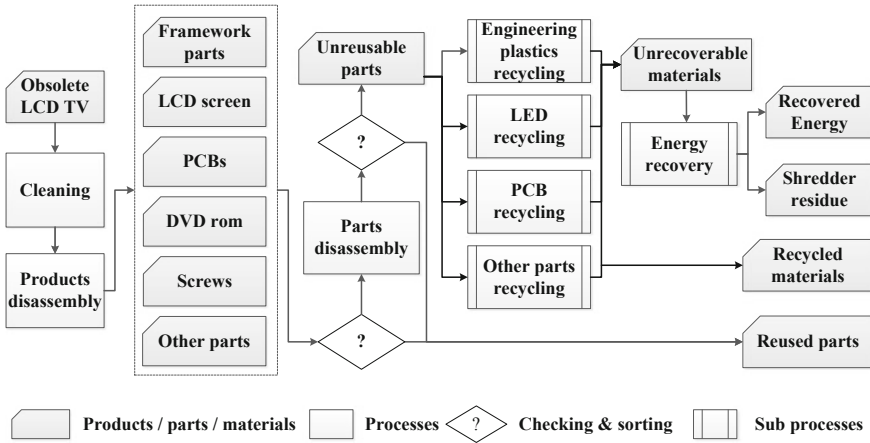 Obsolete
LCD TV
Cleaning
Products
disassembly
Framework
parts
LCD screen
PCBs
DVD rom
Screws
Other parts
Unreusable
parts
?
Parts
disassembly
?
Engineering
plastics
recycling
LED
recycling
PCB
recycling
Other parts
recycling
Unrecoverable
materials
Energy
recovery
Recovered
Energy
Shredder
residue
Recycled
materials
Reused parts
Products / parts / materials
Processes
?
Checking & sorting
Sub processes